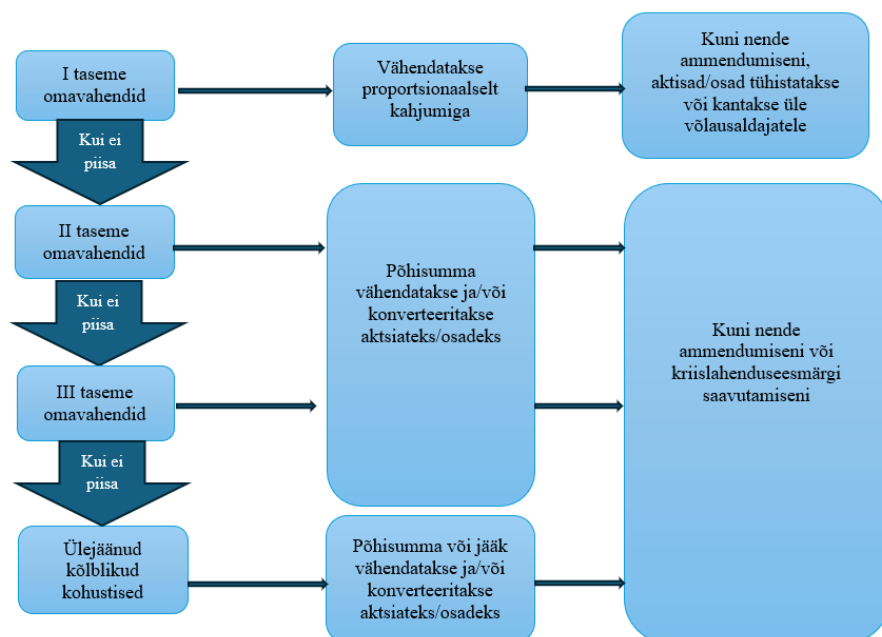 I taseme
omavahendid
Vähendatakse
proportsionaalselt
kahjumiga
Kuni nende
ammendumiseni,
aktisad/osad tühistatakse
või kantakse üle
võlausaldajatele
Kui ei
piisa
II taseme
omavahendid
Põhisumma
vähendatakse ja/või
konverteeritakse
aktsiateks/osadeks
Kuni nende
ammendumiseni või
kriislahenduseesmärgi
saavutamiseni
Kui ei
piisa
III taseme
omavahendid
Kui ei
piisa
Ülejäänud
kõlblikud
kohustised
Põhisumma või jääk
vähendatakse ja/või
konverteeritakse
aktsiateks/osadeks